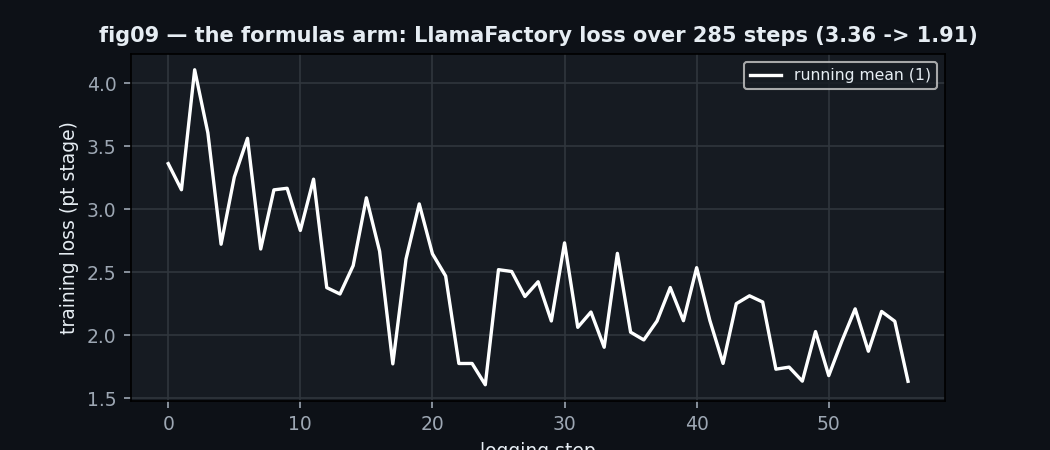 fig09 — the formulas arm: LlamaFactory loss over 285 steps (3.36 -> 1.91)
running mean (1)
training loss (pt stage)
4.0
3.5
3.0
2.5
2.0
1.5
0 10 20 30 40 50
logging step